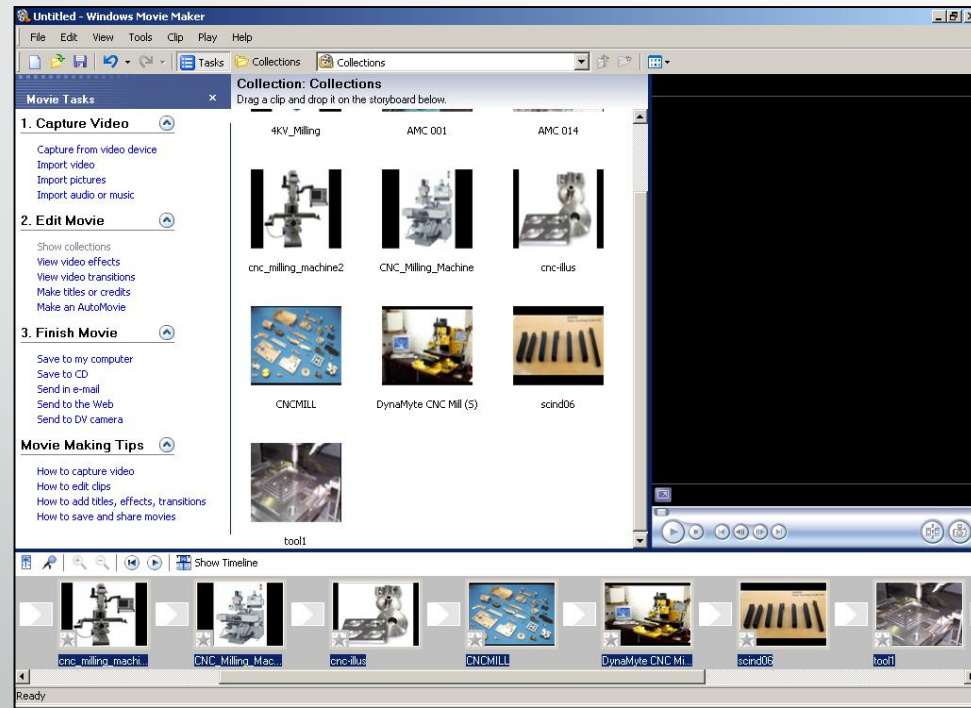 Untitled - Windows Movie Maker
File Edit View Tools Clip Play Help
Tasks Collections Collections
Movie Tasks
1. Capture Video
Capture from video device
Import video
Import pictures
Import audio or music
2. Edit Movie
Show collections
View video effects
View video transitions
Make titles or credits
Make an AutoMovie
3. Finish Movie
Save to my computer
Save to CD
Send in e-mail
Send to the Web
Send to DV camera
Movie Making Tips
How to capture video
How to edit clips
How to add titles, effects, transitions
How to save and share movies
Collection: Collections
Drag a clip and drop it on the storyboard below.
4KV_Milling AMC 001 AMC 014
cnc_milling_machine2 CNC_Milling_Machine cnc-illus
CNCMILL DynaMyte CNC Mill (S) scind06
tool1
Show Timeline
cnc_milling_machi... CNC_Milling_Mac... cnc-illus CNCMILL DynaMyte CNC Mi... scind06 tool1
Ready